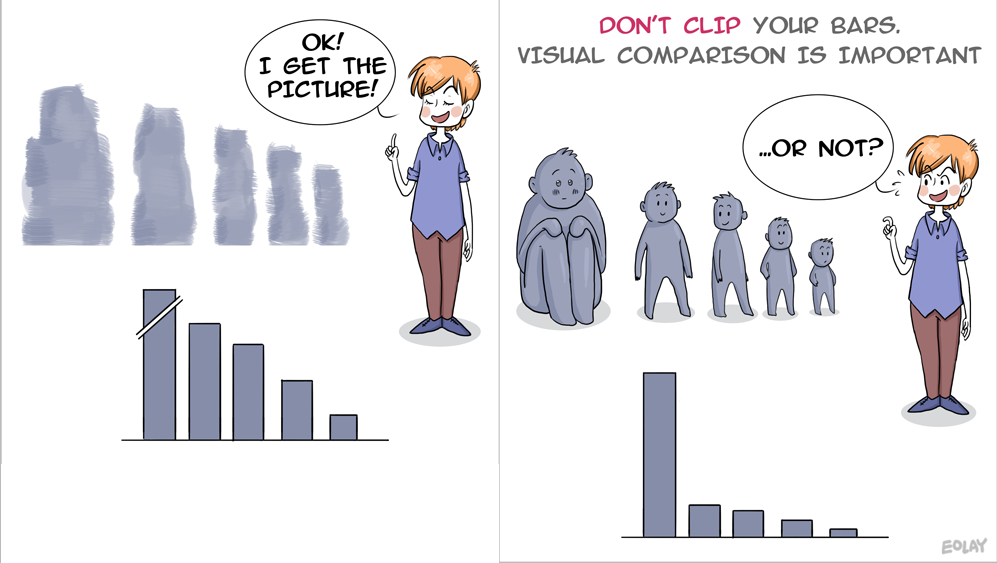 OK!
I GET THE
PICTURE!
DON'T CLIP YOUR BARS.
VISUAL COMPARISON IS IMPORTANT
...OR NOT?
EOLAY